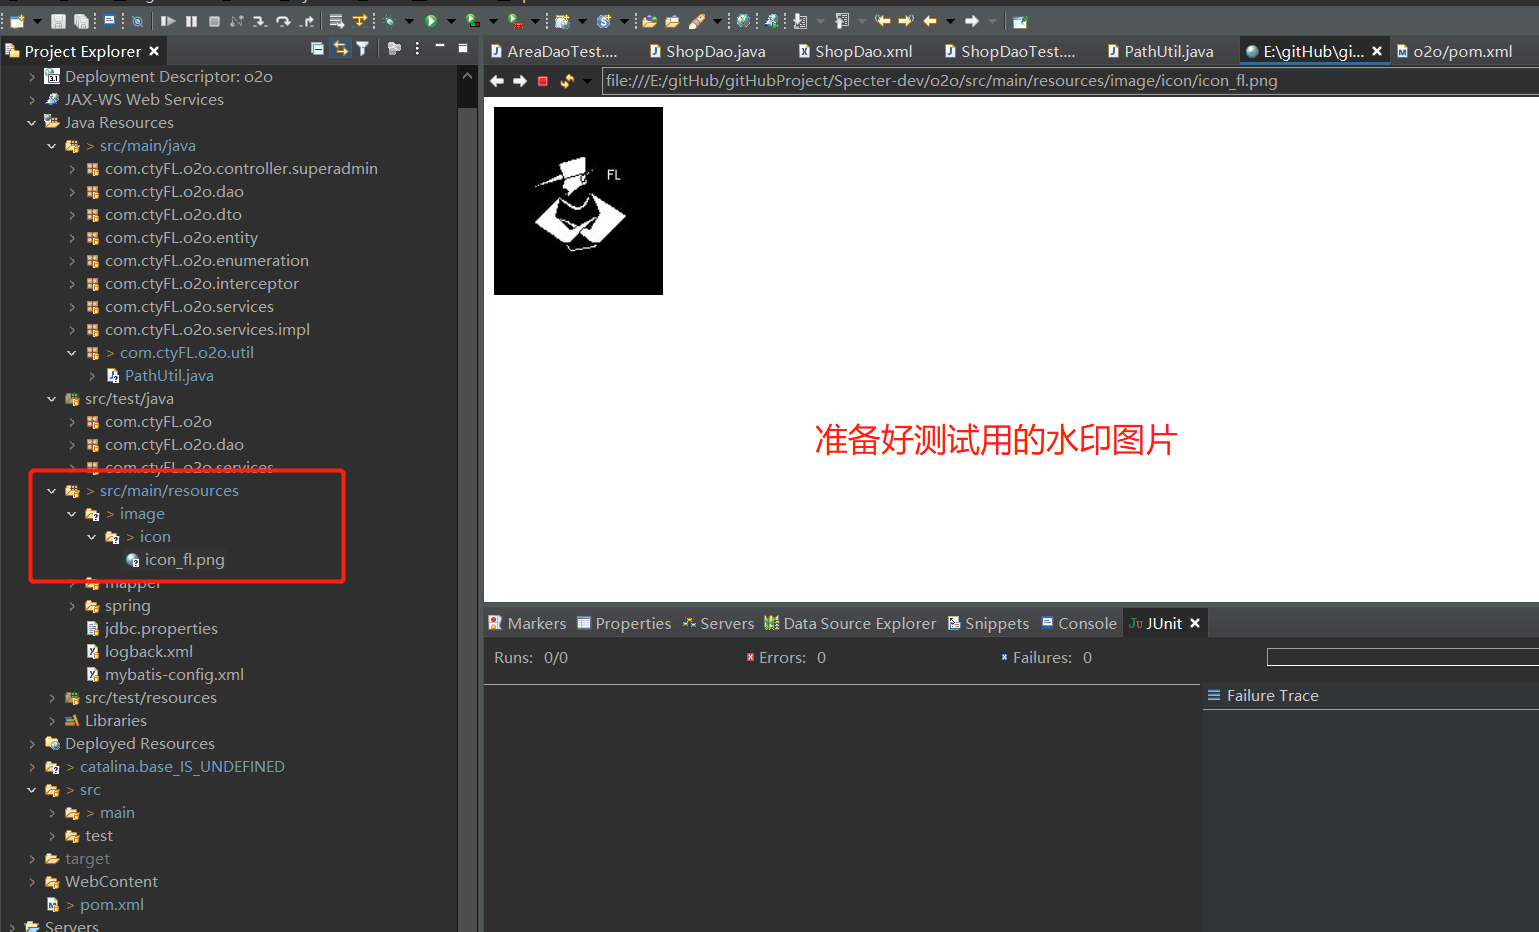 Project Explorer
Deployment Descriptor: o2o
JAX-WS Web Services
Java Resources
> src/main/java
com.ctyFL.o2o.controller.superadmin
com.ctyFL.o2o.dao
com.ctyFL.o2o.dto
com.ctyFL.o2o.entity
com.ctyFL.o2o.enumeration
com.ctyFL.o2o.interceptor
com.ctyFL.o2o.services
com.ctyFL.o2o.services.impl
> com.ctyFL.o2o.util
PathUtil.java
src/test/java
com.ctyFL.o2o
com.ctyFL.o2o.dao
com.ctyFL.o2o.services
> src/main/resources
> image
> icon
icon_fl.png
mapper
spring
jdbc.properties
logback.xml
mybatis-config.xml
src/test/resources
Libraries
Deployed Resources
> catalina.base_IS_UNDEFINED
> src
> main
test
target
WebContent
> pom.xml
Servers
AreaDaoTest....
ShopDao.java
ShopDao.xml
ShopDaoTest....
PathUtil.java
E:\gitHub\gi...
o2o/pom.xml
file:///E:/gitHub/gitHubProject/Specter-dev/o2o/src/main/resources/image/icon/icon_fl.png
FL
准备好测试用的水印图片
Markers
Properties
Servers
Data Source Explorer
Snippets
Console
JUnit
Runs: 0/0
Errors: 0
Failures: 0
Failure Trace